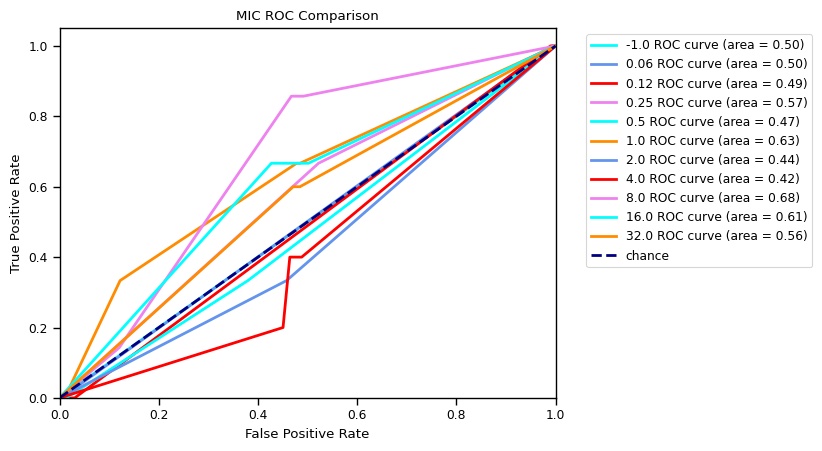 MIC ROC Comparison
1.0
0.8
0.6
0.4
0.2
0.0
True Positive Rate
0.0 0.2 0.4 0.6 0.8 1.0
False Positive Rate
-1.0 ROC curve (area = 0.50)
0.06 ROC curve (area = 0.50)
0.12 ROC curve (area = 0.49)
0.25 ROC curve (area = 0.57)
0.5 ROC curve (area = 0.47)
1.0 ROC curve (area = 0.63)
2.0 ROC curve (area = 0.44)
4.0 ROC curve (area = 0.42)
8.0 ROC curve (area = 0.68)
16.0 ROC curve (area = 0.61)
32.0 ROC curve (area = 0.56)
chance